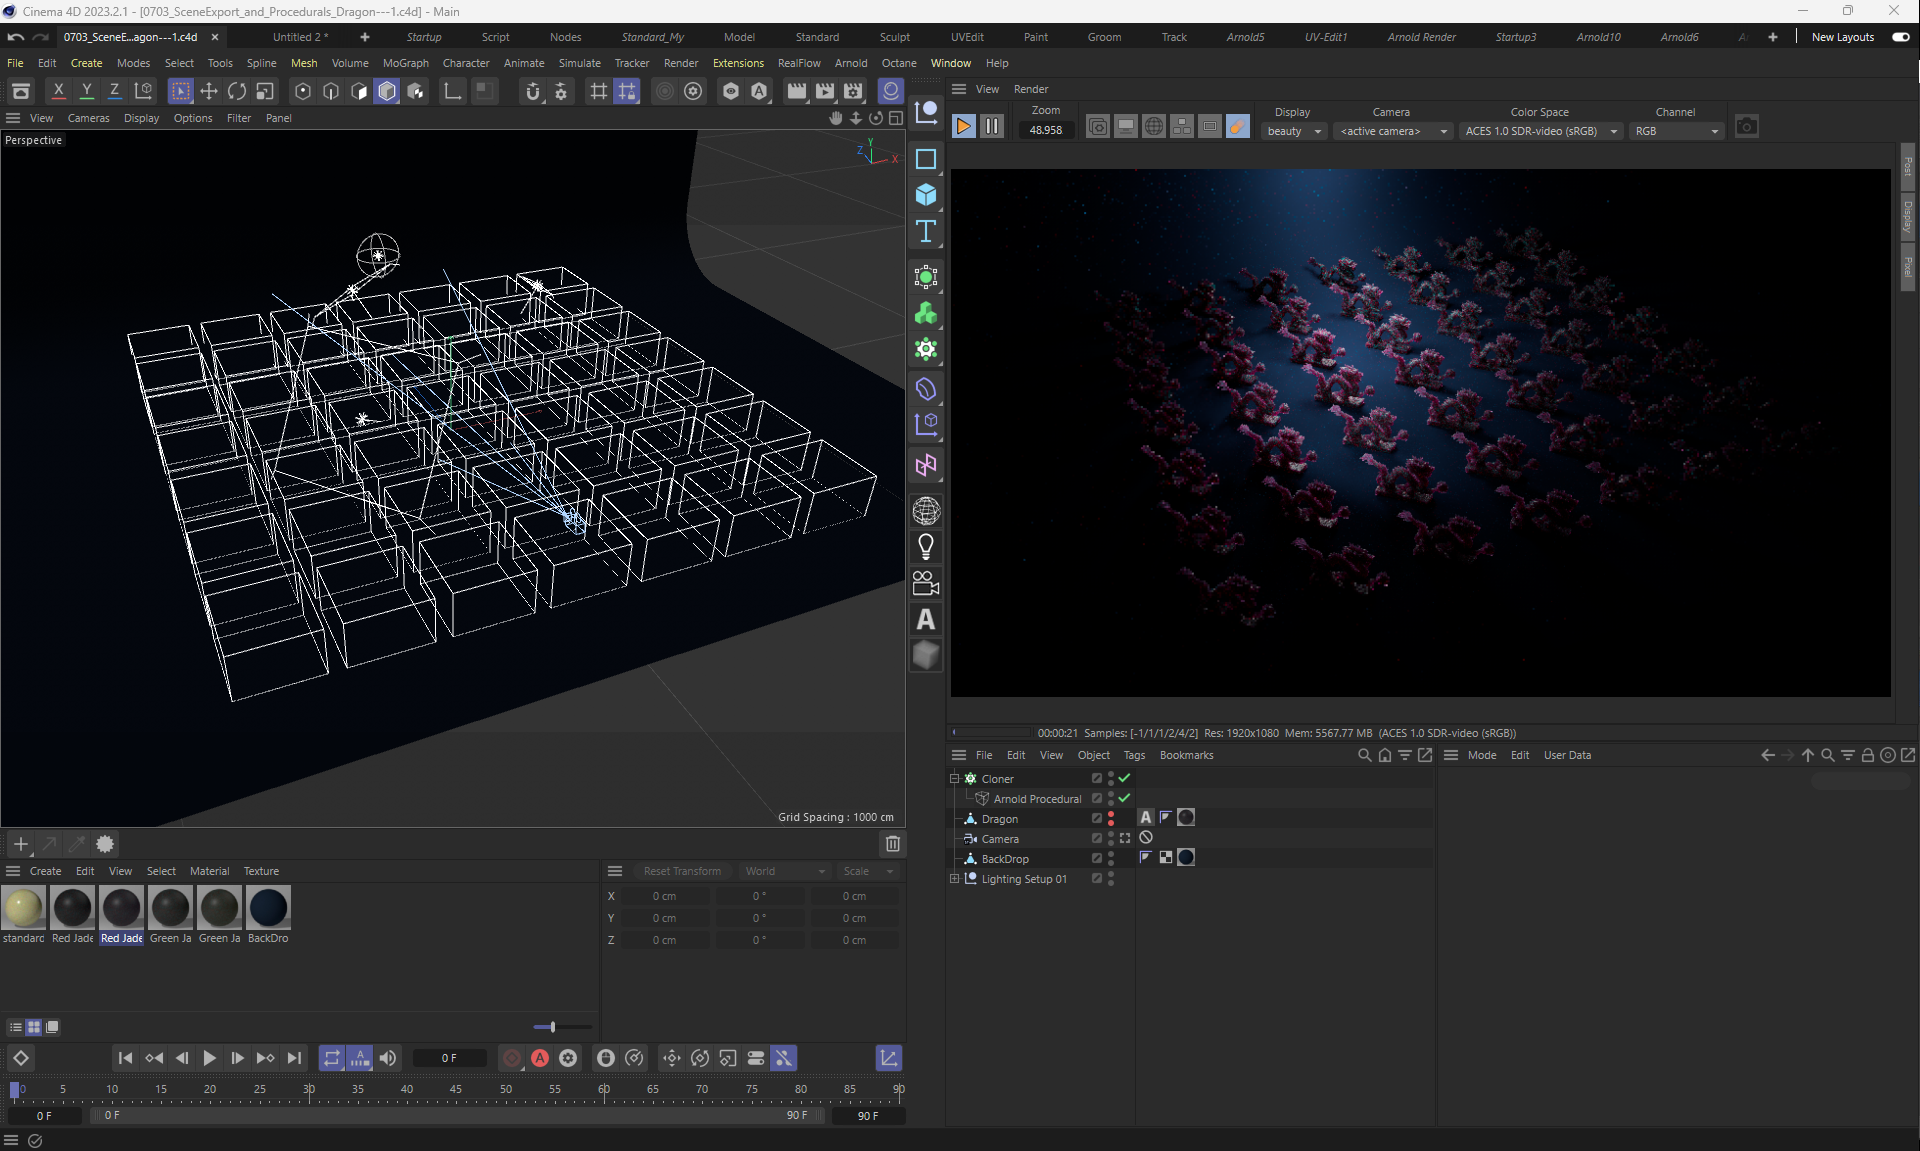 Cinema 4D 2023.2.1 - [0703_SceneExport_and_Procedurals_Dragon---1.c4d] - Main
0703_SceneE...agon---1.c4d × Untitled 2 * + Startup Script Nodes Standard_My Model Standard Sculpt UVEdit Paint Groom Track Arnold5 UV-Edit1 Arnold Render Startup3 Arnold10 Arnold6 + New Layouts
File Edit Create Modes Select Tools Spline Mesh Volume MoGraph Character Animate Simulate Tracker Render Extensions RealFlow Arnold Octane Window Help
X Y Z
View Render
View Cameras Display Options Filter Panel
Zoom Display Camera Color Space Channel
48.958 beauty <active camera> ACES 1.0 SDR-video (sRGB) RGB
Perspective
Y
Z X
Post
Display
Pixel
Grid Spacing : 1000 cm
00:00:21 Samples: [-1/1/1/2/4/2] Res: 1920x1080 Mem: 5567.77 MB (ACES 1.0 SDR-video (sRGB))
File Edit View Object Tags Bookmarks
Mode Edit User Data
Cloner
Arnold Procedural
Dragon
Camera
BackDrop
Lighting Setup 01
Create Edit View Select Material Texture
Reset Transform World Scale
X 0 cm 0 ° 0 cm
Y 0 cm 0 ° 0 cm
Z 0 cm 0 ° 0 cm
standard Red Jade Red Jade Green Ja Green Ja BackDro
0 F
0 5 10 15 20 25 30 35 40 45 50 55 60 65 70 75 80 85 90
0 F 0 F 90 F 90 F